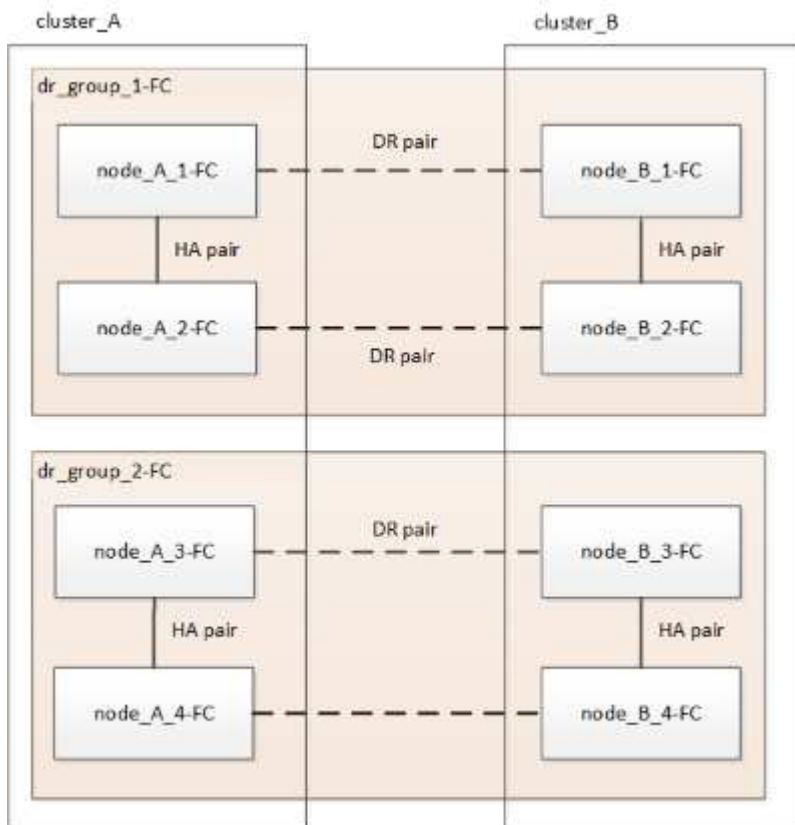 cluster_A
cluster_B
dr_group_1-FC
DR pair
node_A_1-FC
node_B_1-FC
HA pair
HA pair
node_A_2-FC
node_B_2-FC
DR pair
dr_group_2-FC
DR pair
node_A_3-FC
node_B_3-FC
HA pair
HA pair
node_A_4-FC
node_B_4-FC